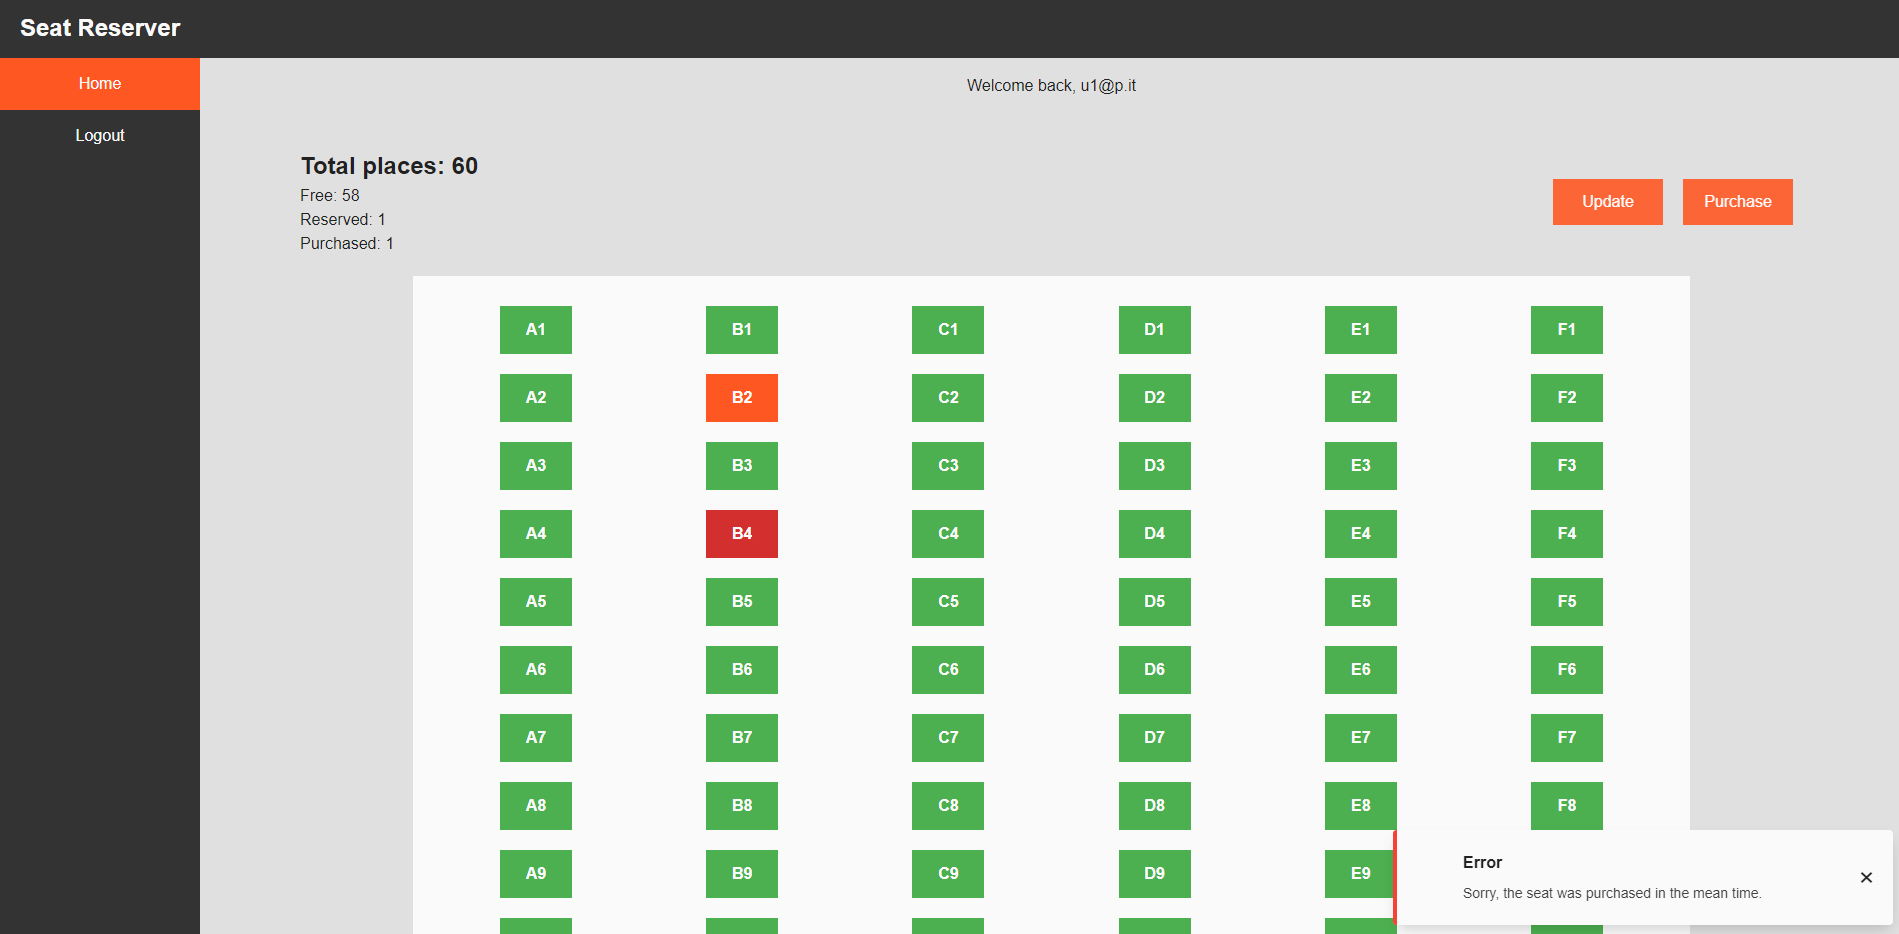 Seat Reserver
Home
Logout
Welcome back, u1@p.it
Total places: 60
Free: 58
Reserved: 1
Purchased: 1
Update Purchase
A1 B1 C1 D1 E1 F1
A2 B2 C2 D2 E2 F2
A3 B3 C3 D3 E3 F3
A4 B4 C4 D4 E4 F4
A5 B5 C5 D5 E5 F5
A6 B6 C6 D6 E6 F6
A7 B7 C7 D7 E7 F7
A8 B8 C8 D8 E8 F8
A9 B9 C9 D9 E9
Error
Sorry, the seat was purchased in the mean time.